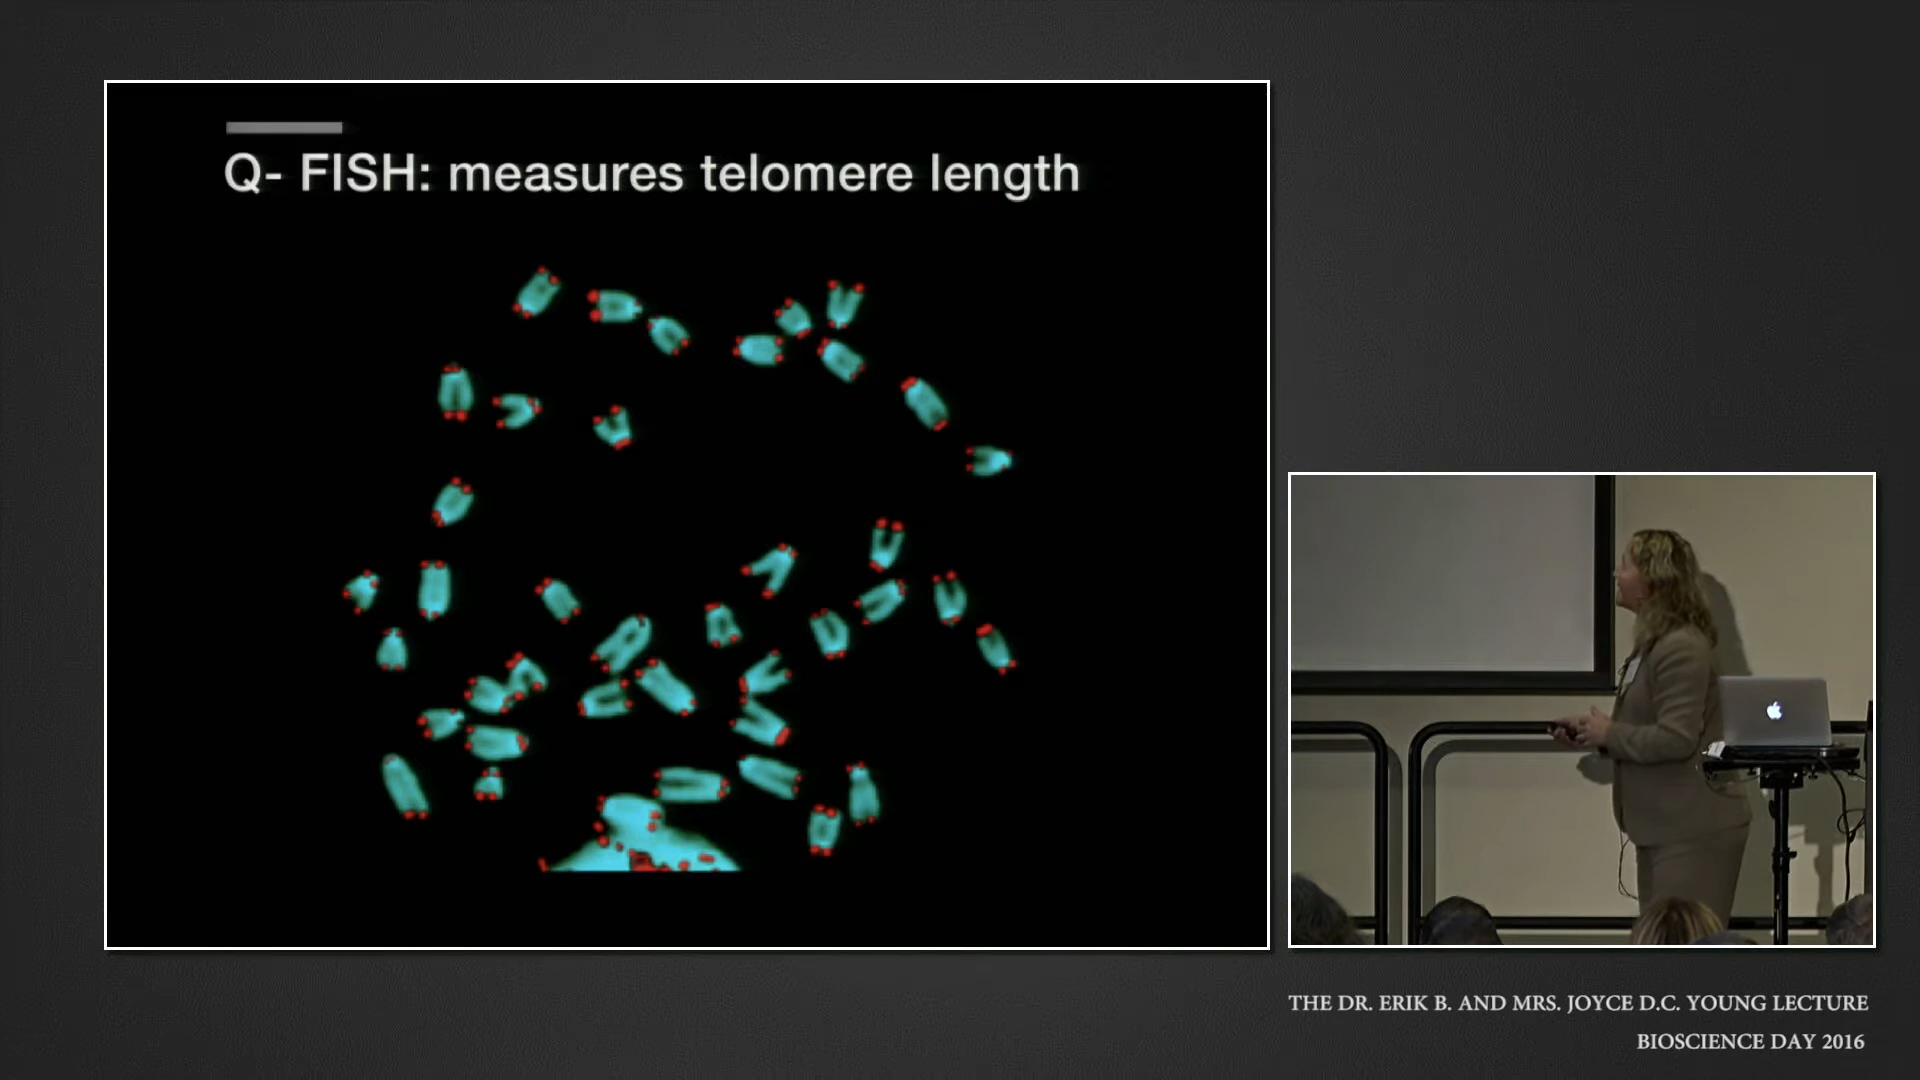 Q- FISH: measures telomere length
THE DR. ERIK B. AND MRS. JOYCE D.C. YOUNG LECTURE
BIOSCIENCE DAY 2016